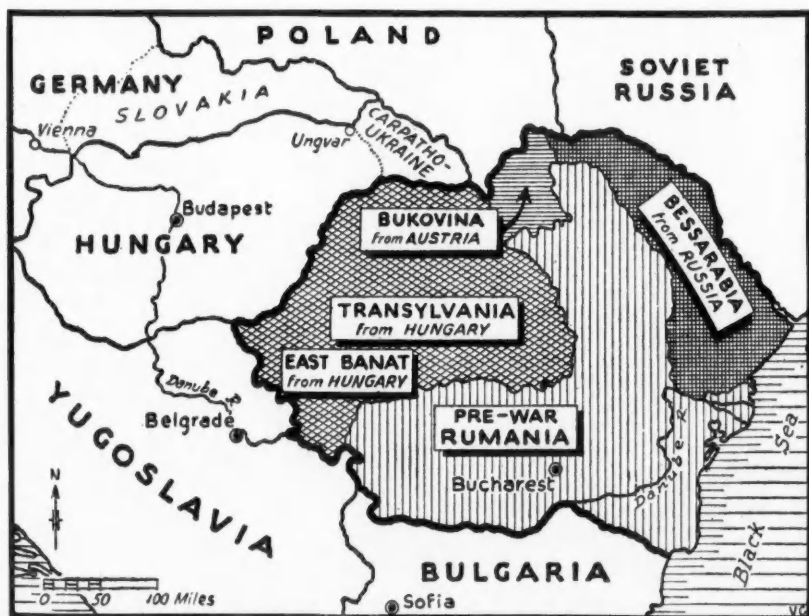 POLAND
SOVIET
RUSSIA
GERMANY
SLOVAKIA
Vienna
Ungvar
CARPATHO-
UKRAINE
Budapest
HUNGARY
BUKOVINA
from AUSTRIA
BESSARABIA
from RUSSIA
TRANSYLVANIA
from HUNGARY
EAST BANAT
from HUNGARY
Danube R.
Belgrade
YUGOSLAVIA
PRE-WAR
RUMANIA
Bucharest
Danube R.
Black Sea
N
0 50 100 Miles
BULGARIA
Sofia